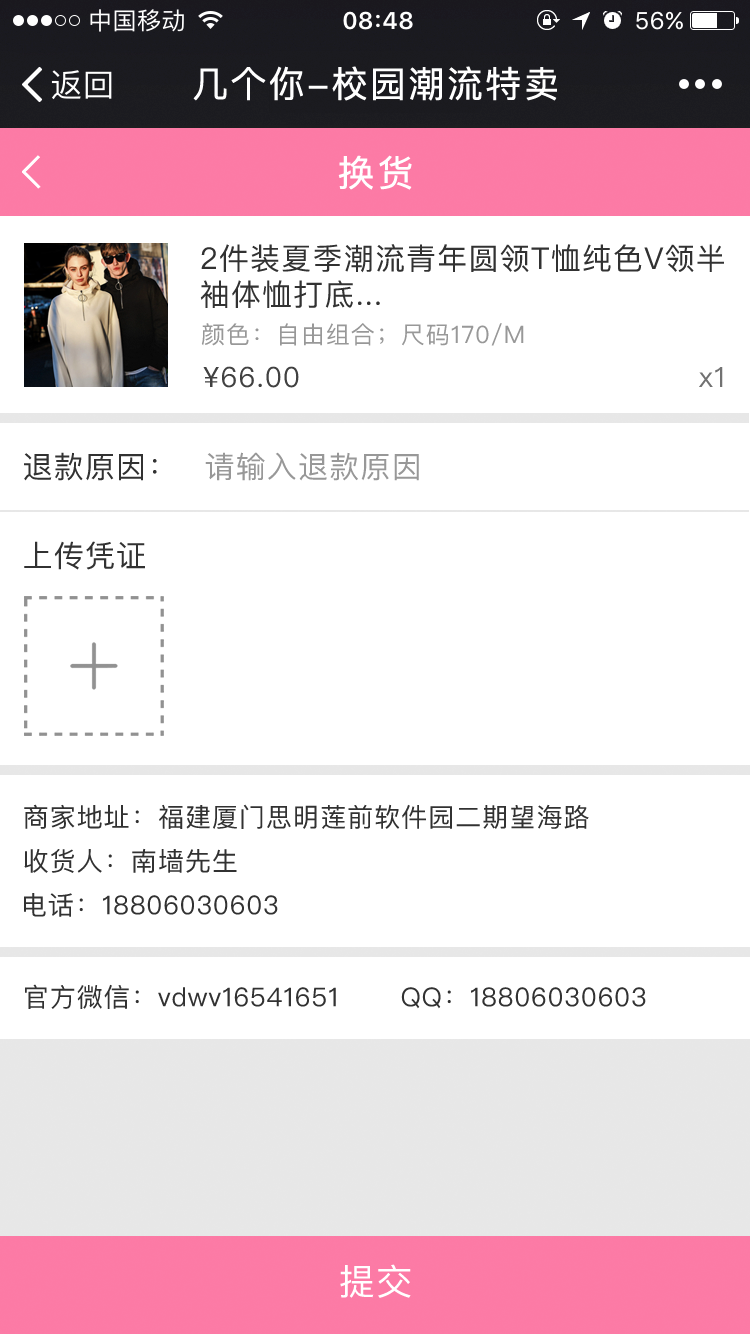 中国移动 08:48 56%
返回 几个你-校园潮流特卖
换货
2件装夏季潮流青年圆领T恤纯色V领半
袖体恤打底...
颜色：自由组合；尺码170/M
¥66.00 x1
退款原因： 请输入退款原因
上传凭证
商家地址：福建厦门思明莲前软件园二期望海路
收货人：南墙先生
电话：18806030603
官方微信：vdwv16541651 QQ：18806030603
提交